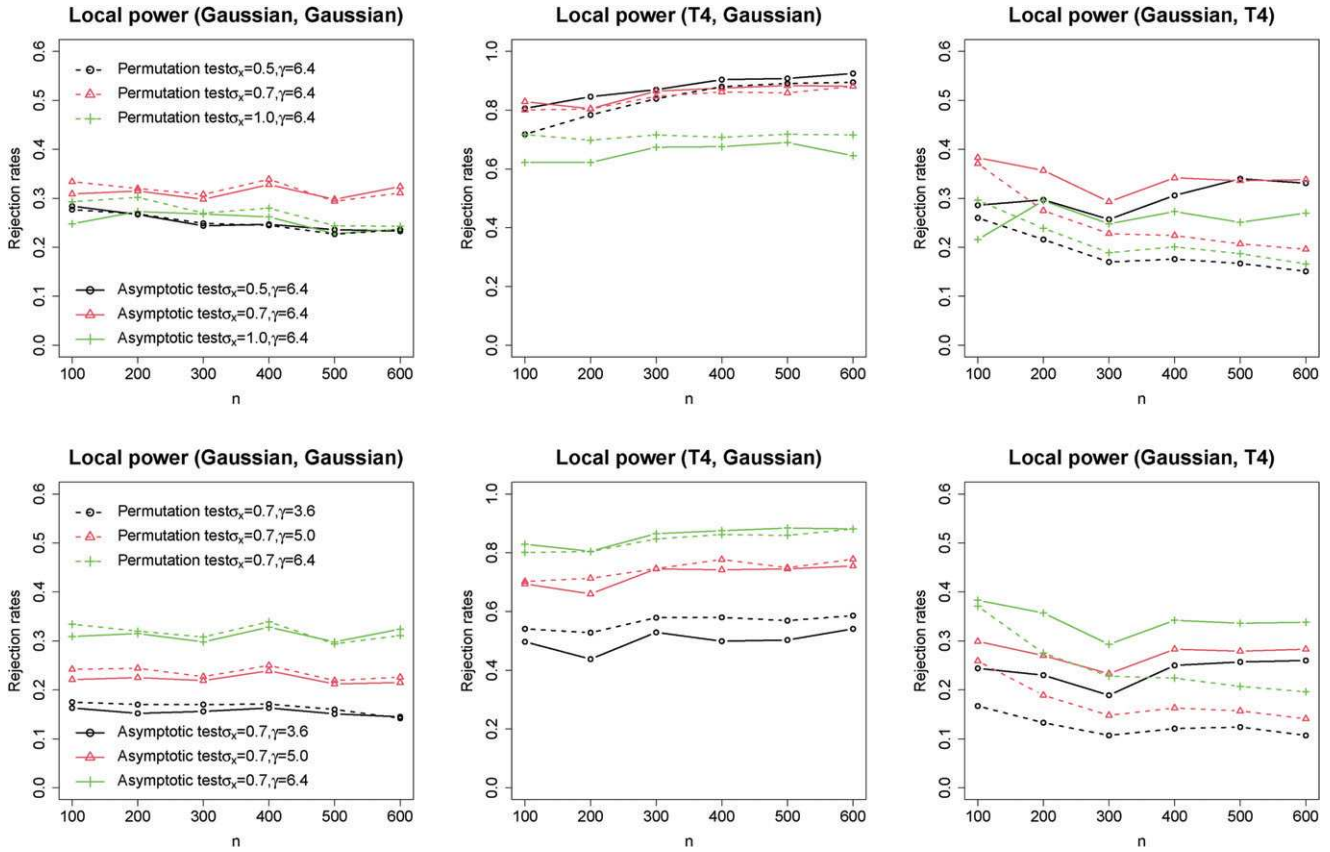 Local power (Gaussian, Gaussian)
Rejection rates
0.6
0.5
0.4
0.3
0.2
0.1
0.0
Permutation testσx=0.5,γ=6.4
Permutation testσx=0.7,γ=6.4
Permutation testσx=1.0,γ=6.4
Asymptotic testσx=0.5,γ=6.4
Asymptotic testσx=0.7,γ=6.4
Asymptotic testσx=1.0,γ=6.4
100 200 300 400 500 600
n
Local power (T4, Gaussian)
Rejection rates
1.0
0.8
0.6
0.4
0.2
0.0
100 200 300 400 500 600
n
Local power (Gaussian, T4)
Rejection rates
0.6
0.5
0.4
0.3
0.2
0.1
0.0
100 200 300 400 500 600
n
Local power (Gaussian, Gaussian)
Rejection rates
0.6
0.5
0.4
0.3
0.2
0.1
0.0
Permutation testσx=0.7,γ=3.6
Permutation testσx=0.7,γ=5.0
Permutation testσx=0.7,γ=6.4
Asymptotic testσx=0.7,γ=3.6
Asymptotic testσx=0.7,γ=5.0
Asymptotic testσx=0.7,γ=6.4
100 200 300 400 500 600
n
Local power (T4, Gaussian)
Rejection rates
1.0
0.8
0.6
0.4
0.2
0.0
100 200 300 400 500 600
n
Local power (Gaussian, T4)
Rejection rates
0.6
0.5
0.4
0.3
0.2
0.1
0.0
100 200 300 400 500 600
n